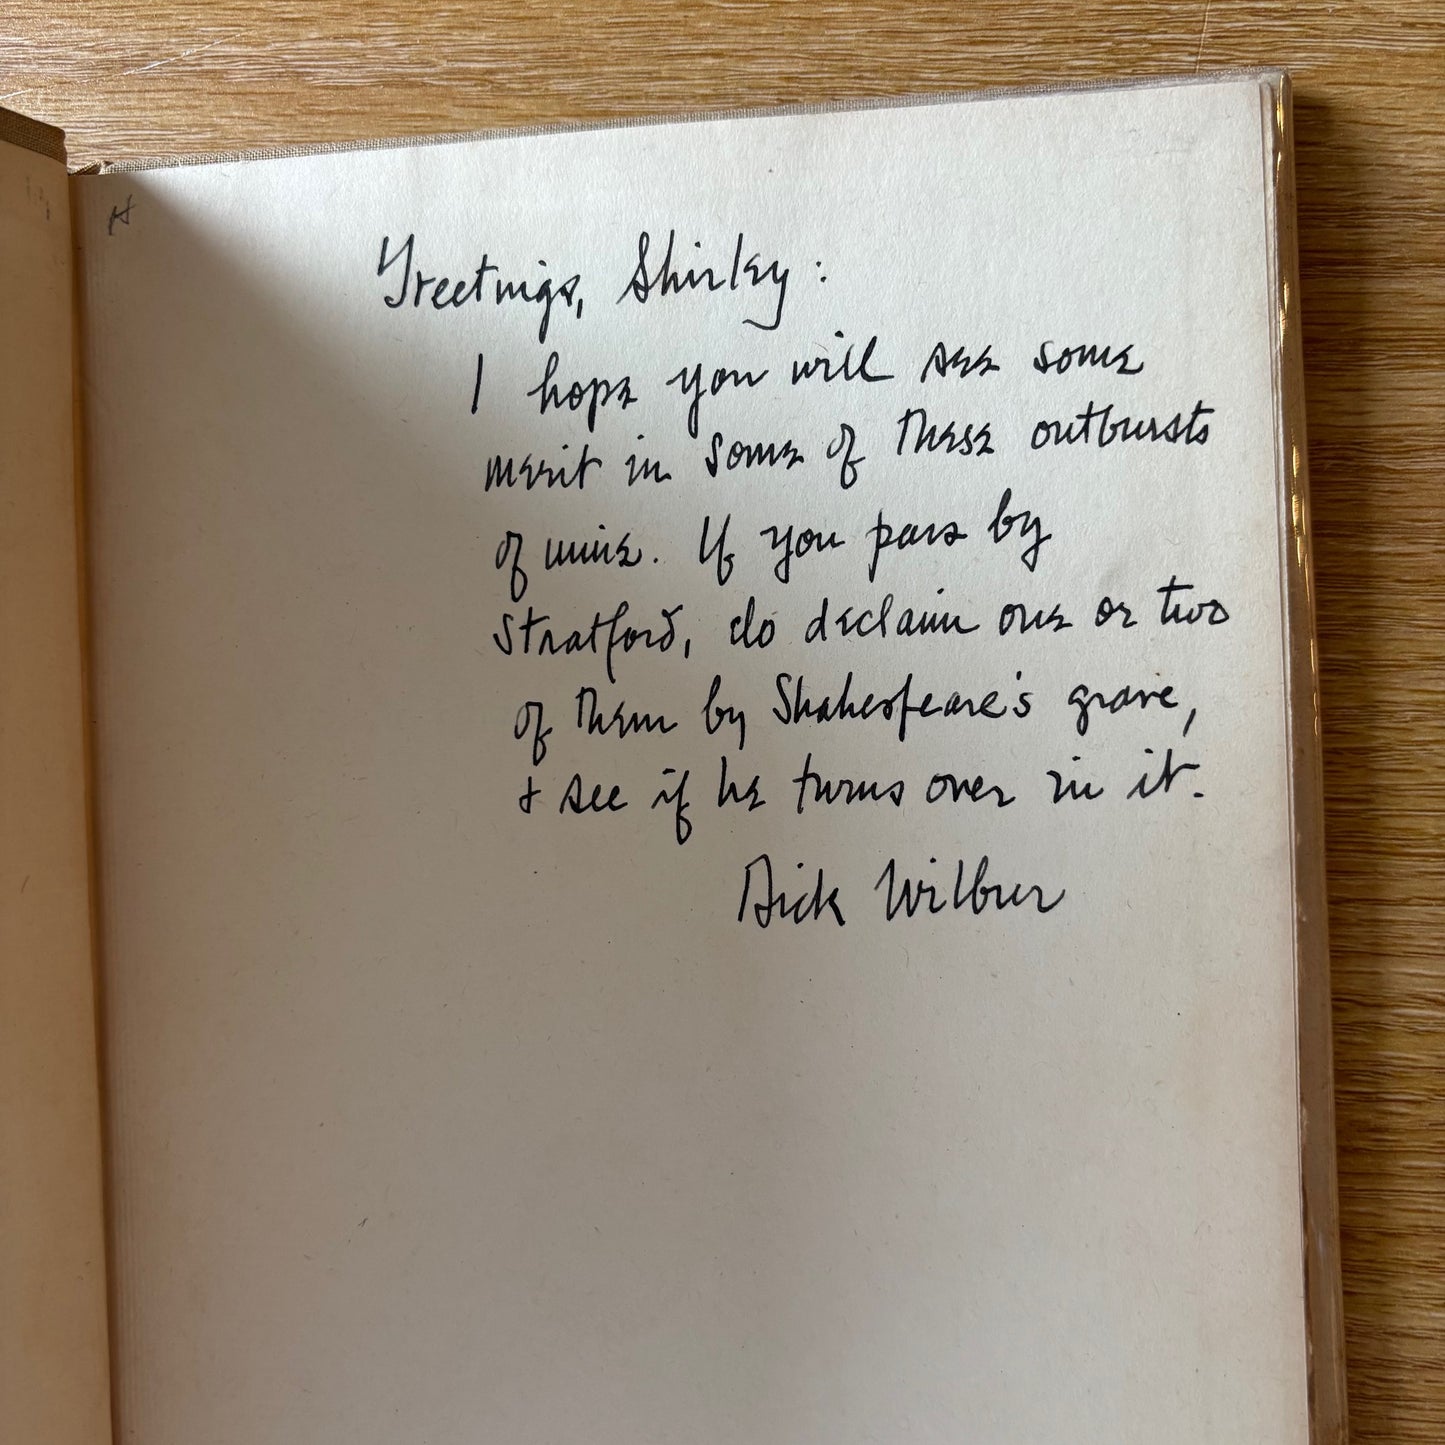 Greetings, Shirley:
I hope you will see some
merit in some of these outbursts
of mine. If you pass by
Stratford, do declaim one or two
of them by Shakespeare's grave,
& see if he turns over in it.
Dick Wilbur